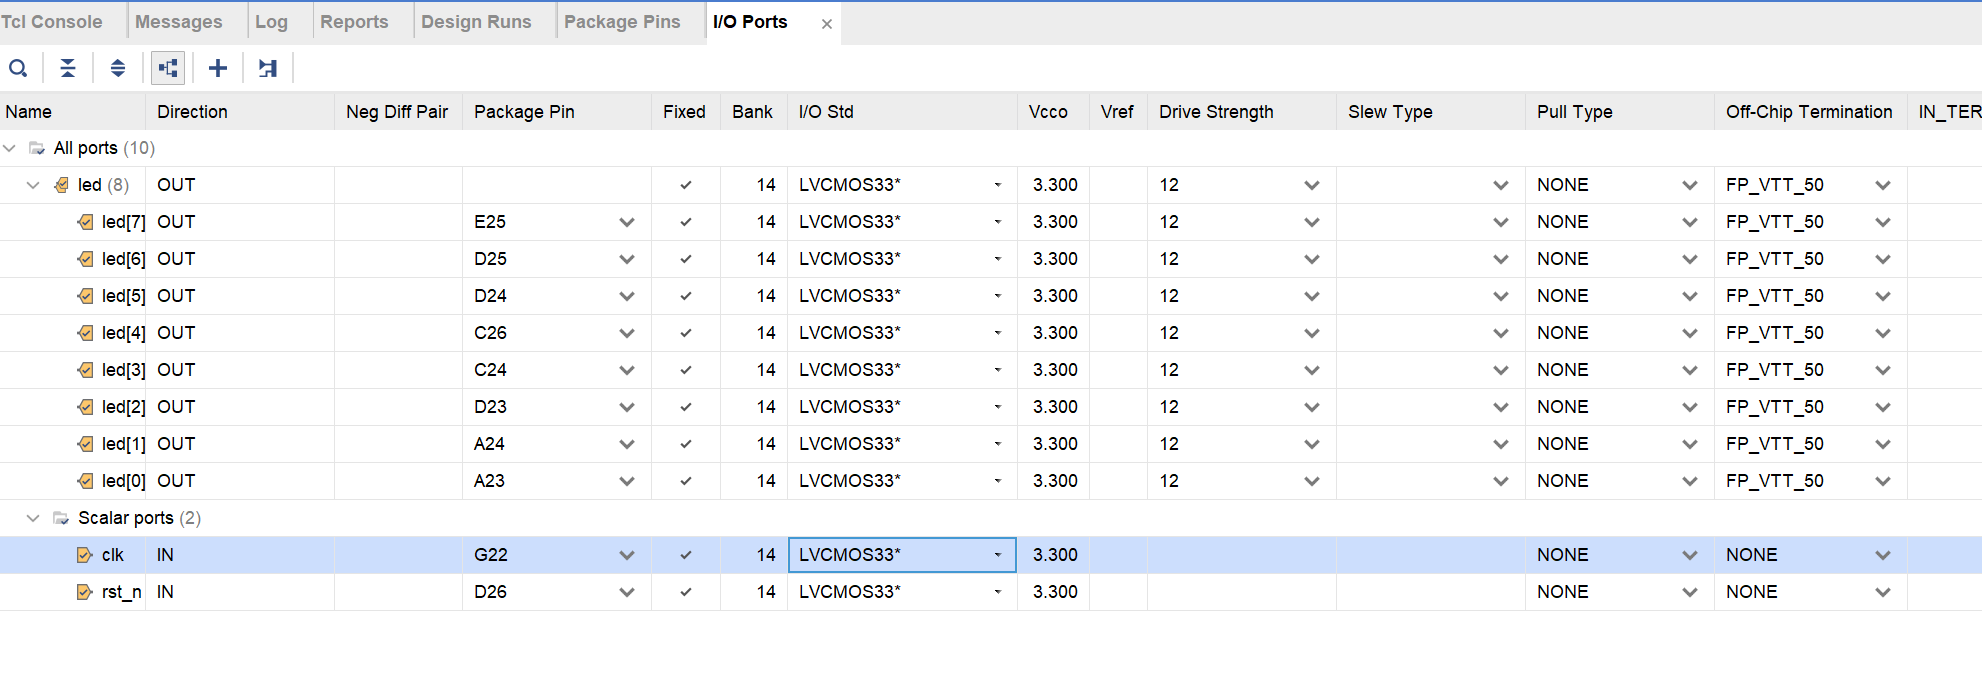 Tcl Console Messages Log Reports Design Runs Package Pins I/O Ports ×
Name Direction Neg Diff Pair Package Pin Fixed Bank I/O Std Vcco Vref Drive Strength Slew Type Pull Type Off-Chip Termination IN_TER
All ports (10)
led (8) OUT 14 LVCMOS33* 3.300 12 NONE FP_VTT_50
led[7] OUT E25 14 LVCMOS33* 3.300 12 NONE FP_VTT_50
led[6] OUT D25 14 LVCMOS33* 3.300 12 NONE FP_VTT_50
led[5] OUT D24 14 LVCMOS33* 3.300 12 NONE FP_VTT_50
led[4] OUT C26 14 LVCMOS33* 3.300 12 NONE FP_VTT_50
led[3] OUT C24 14 LVCMOS33* 3.300 12 NONE FP_VTT_50
led[2] OUT D23 14 LVCMOS33* 3.300 12 NONE FP_VTT_50
led[1] OUT A24 14 LVCMOS33* 3.300 12 NONE FP_VTT_50
led[0] OUT A23 14 LVCMOS33* 3.300 12 NONE FP_VTT_50
Scalar ports (2)
clk IN G22 14 LVCMOS33* 3.300 NONE NONE
rst_n IN D26 14 LVCMOS33* 3.300 NONE NONE